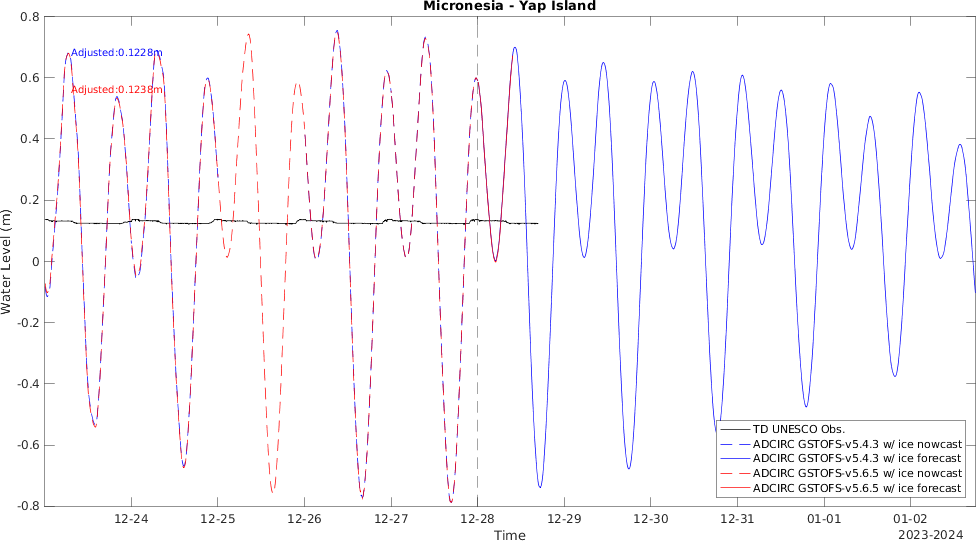 Micronesia - Yap Island
Water Level (m)
0.8
0.6
0.4
0.2
0
-0.2
-0.4
-0.6
-0.8
Adjusted:0.1228m
Adjusted:0.1238m
TD UNESCO Obs.
ADCIRC GSTOFS-v5.4.3 w/ ice nowcast
ADCIRC GSTOFS-v5.4.3 w/ ice forecast
ADCIRC GSTOFS-v5.6.5 w/ ice nowcast
ADCIRC GSTOFS-v5.6.5 w/ ice forecast
12-24 12-25 12-26 12-27 12-28 12-29 12-30 12-31 01-01 01-02
Time
2023-2024